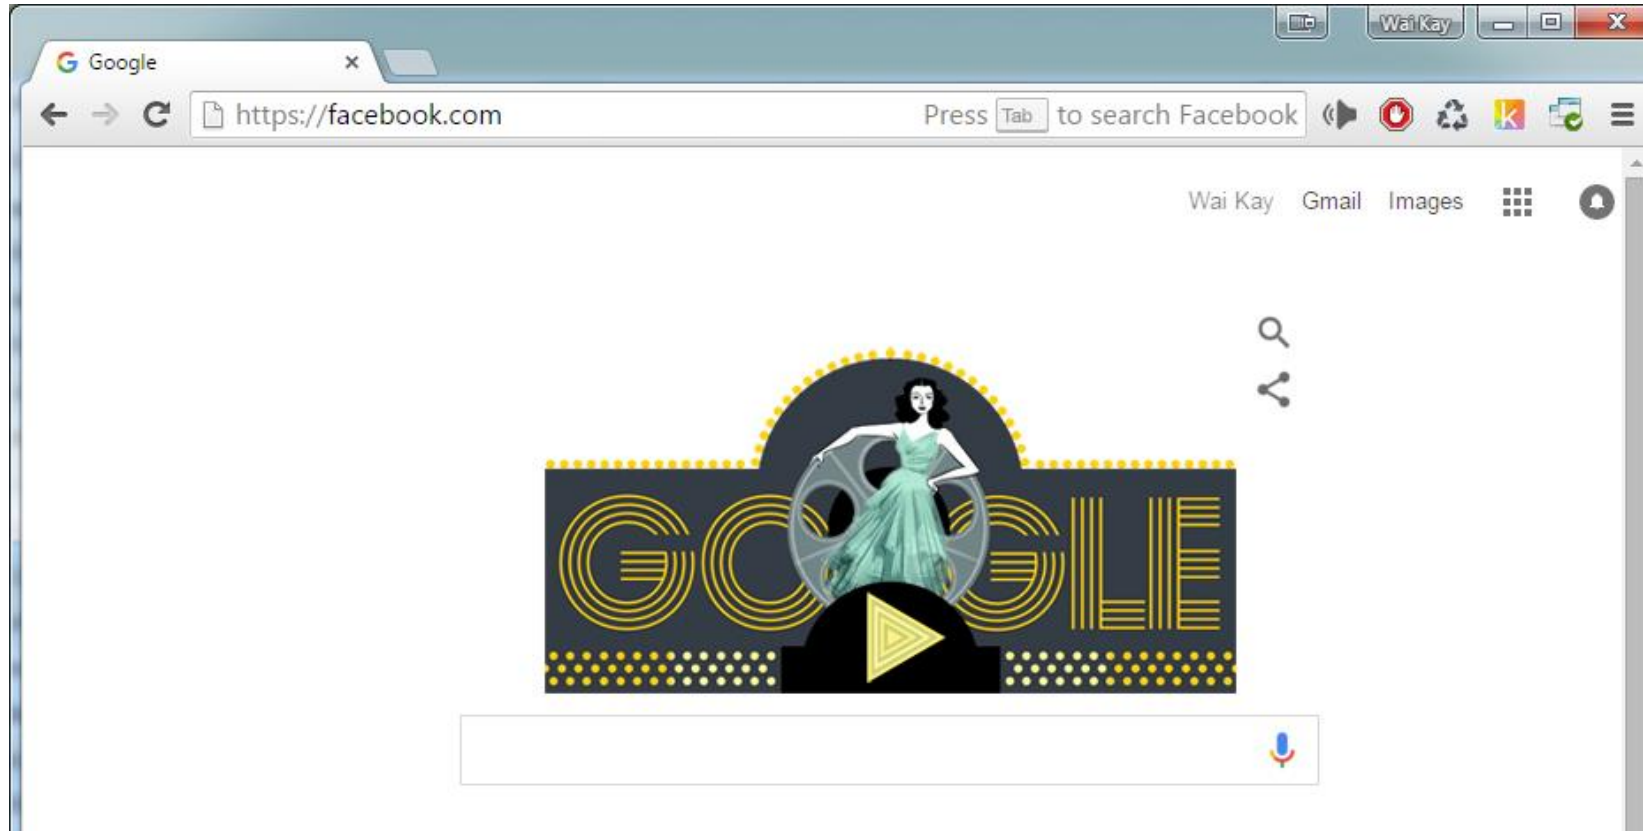 Wai Kay
Google
https://facebook.com Press Tab to search Facebook
Wai Kay Gmail Images
GOOGLE